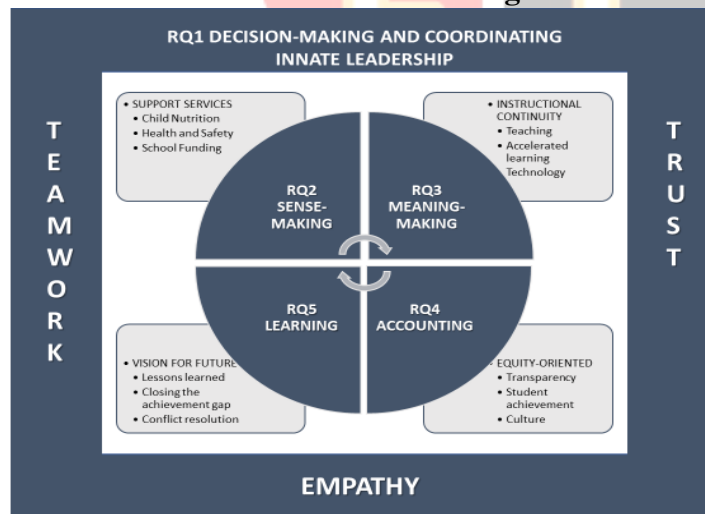 g
RQ1 DECISION-MAKING AND COORDINATING
INNATE LEADERSHIP
TEAMWORK
• SUPPORT SERVICES
• Child Nutrition
• Health and Safety
• School Funding
• INSTRUCTIONAL
CONTINUITY
• Teaching
• Accelerated
learning
Technology
RQ2
SENSE-
MAKING
RQ3
MEANING-
MAKING
RQ5
LEARNING
RQ4
ACCOUNTING
• VISION FOR FUTURE
• Lessons learned
• Closing the
achievement gap
• Conflict resolution
EQUITY-ORIENTED
• Transparency
• Student
achievement
• Culture
TRUST
EMPATHY